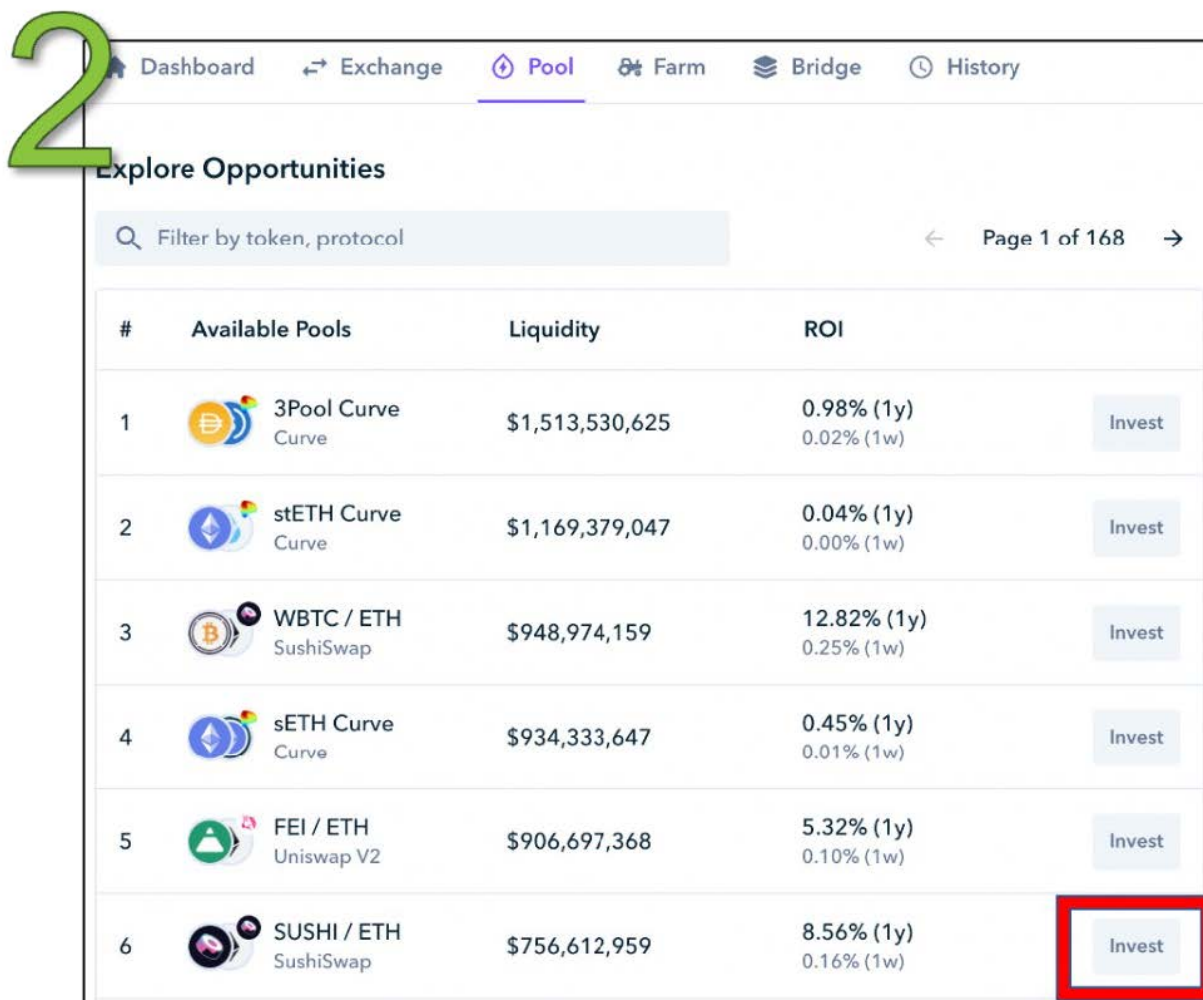 2
Dashboard Exchange Pool Farm Bridge History
Explore Opportunities
Filter by token, protocol Page 1 of 168
# Available Pools Liquidity ROI
1 3Pool Curve $1,513,530,625 0.98% (1y) Invest
Curve 0.02% (1w)
2 stETH Curve $1,169,379,047 0.04% (1y) Invest
Curve 0.00% (1w)
3 WBTC / ETH $948,974,159 12.82% (1y) Invest
SushiSwap 0.25% (1w)
4 sETH Curve $934,333,647 0.45% (1y) Invest
Curve 0.01% (1w)
5 FEI / ETH $906,697,368 5.32% (1y) Invest
Uniswap V2 0.10% (1w)
6 SUSHI / ETH $756,612,959 8.56% (1y) Invest
SushiSwap 0.16% (1w)